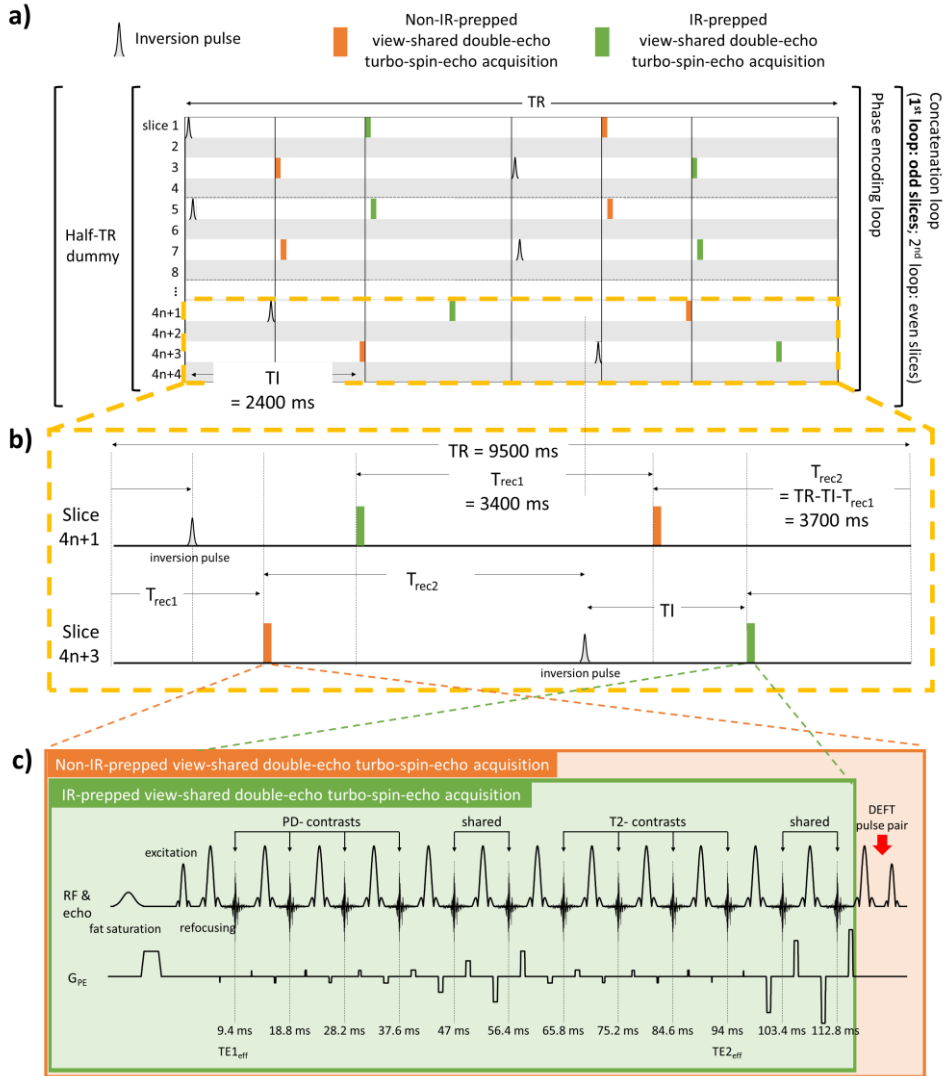 a)
Inversion pulse
Non-IR-prepped
view-shared double-echo
turbo-spin-echo acquisition
IR-prepped
view-shared double-echo
turbo-spin-echo acquisition
Half-TR
dummy
TR
slice 1
2
3
4
5
6
7
8
...
4n+1
4n+2
4n+3
4n+4
TI
= 2400 ms
Phase encoding loop
Concatenation loop
(1st loop: odd slices; 2nd loop: even slices)
b)
TR = 9500 ms
Trec1
= 3400 ms
Trec2
= TR-TI-Trec1
= 3700 ms
Slice
4n+1
inversion pulse
Trec1
Trec2
TI
Slice
4n+3
inversion pulse
c)
Non-IR-prepped view-shared double-echo turbo-spin-echo acquisition
IR-prepped view-shared double-echo turbo-spin-echo acquisition
DEFT
pulse pair
PD- contrasts
shared
T2- contrasts
shared
excitation
RF &
echo
fat saturation
refocusing
GPE
9.4 ms
18.8 ms
28.2 ms
37.6 ms
47 ms
56.4 ms
65.8 ms
75.2 ms
84.6 ms
94 ms
103.4 ms
112.8 ms
TE1eff
TE2eff